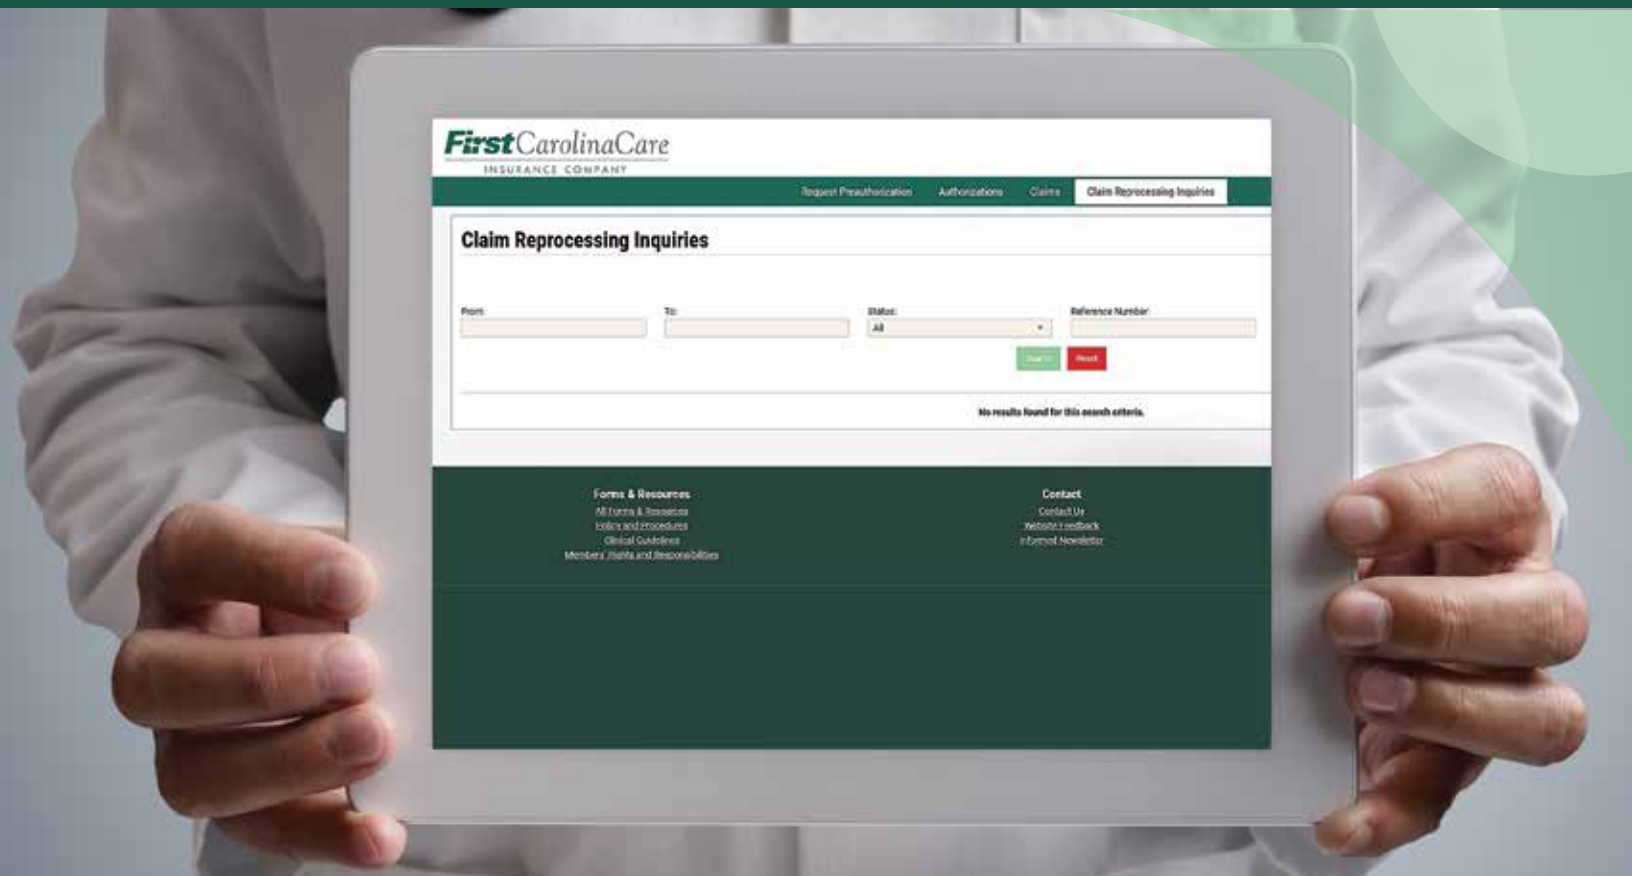 FirstCarolinaCare
INSURANCE COMPANY
Request Preauthorization Authorizations Claims Claim Reprocessing Inquiries
Claim Reprocessing Inquiries
From: To: Status: Reference Number:
All
Search Reset
No results found for this search criteria.
Forms & Resources Contact
All Forms & Resources Contact Us
Policy and Procedures Website Feedback
Clinical Guidelines Informed Newsletter
Members' Rights and Responsibilities